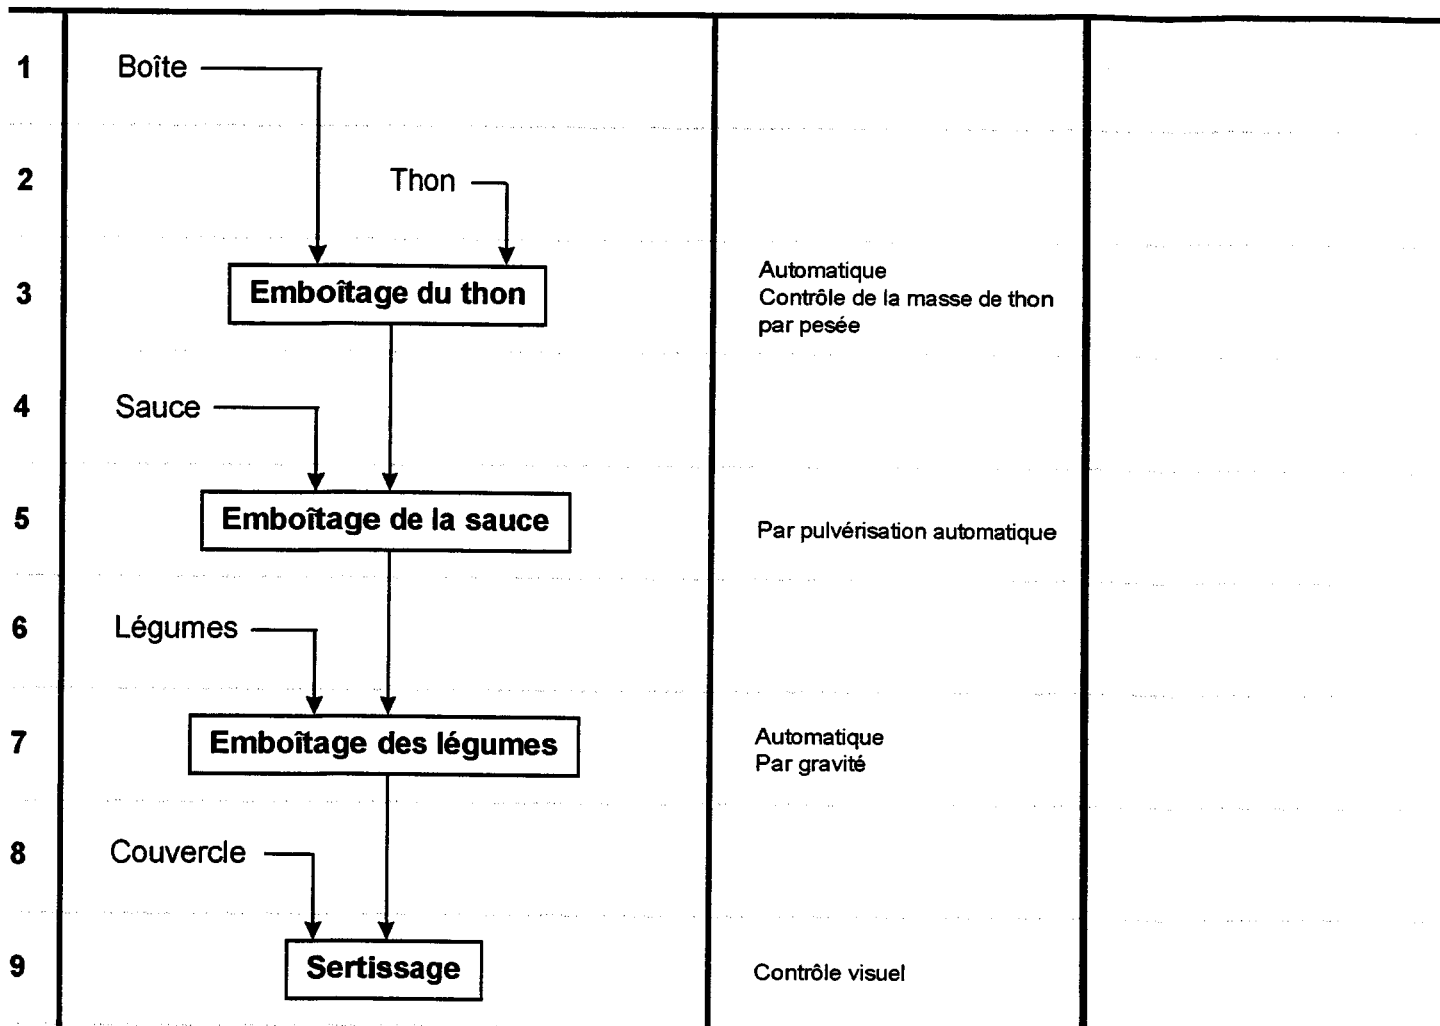 1 Boîte
2 Thon
3 Emboîtage du thon
Automatique
Contrôle de la masse de thon
par pesée
4 Sauce
5 Emboîtage de la sauce
Par pulvérisation automatique
6 Légumes
7 Emboîtage des légumes
Automatique
Par gravité
8 Couvercle
9 Sertissage
Contrôle visuel